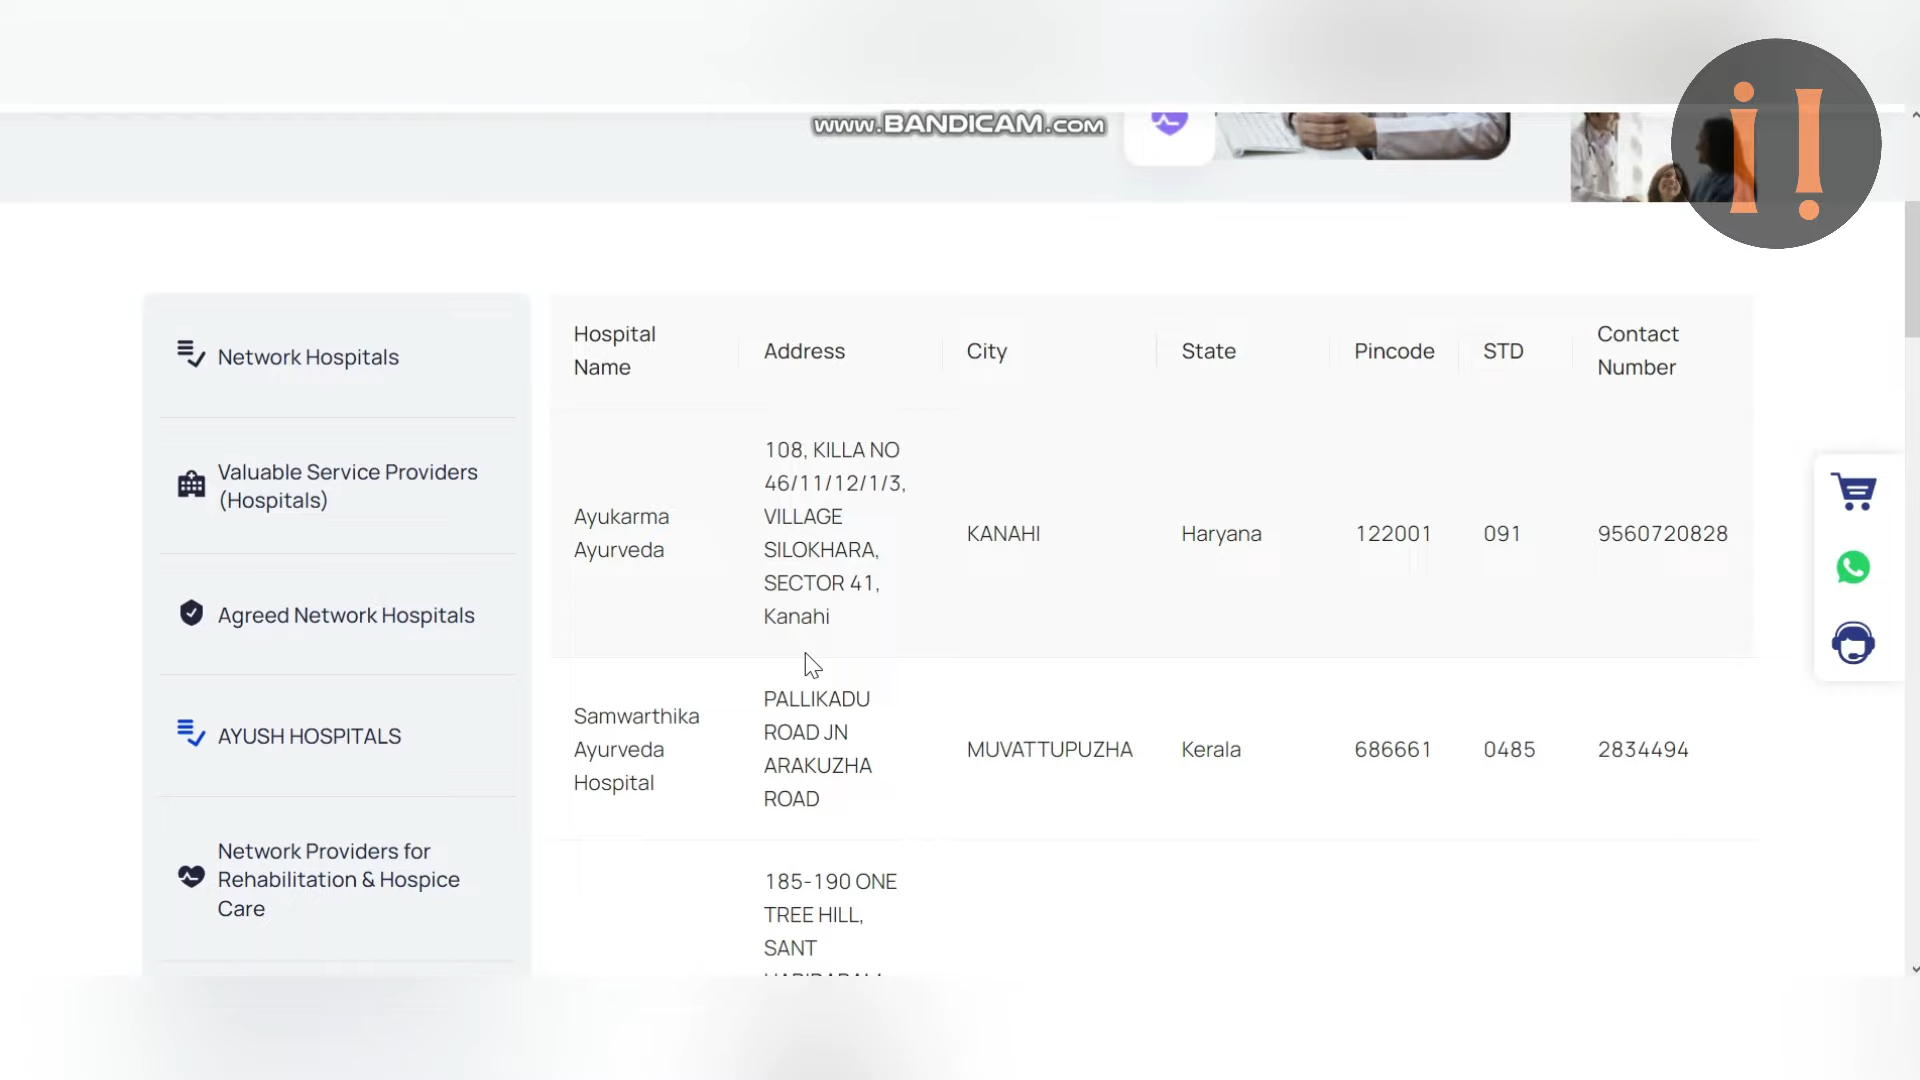 www.BANDICAM.com
i!
Network Hospitals
Valuable Service Providers
(Hospitals)
Agreed Network Hospitals
AYUSH HOSPITALS
Network Providers for
Rehabilitation & Hospice
Care
Hospital
Name
Address
City
State
Pincode
STD
Contact
Number
Ayukarma
Ayurveda
108, KILLA NO
46/11/12/1/3,
VILLAGE
SILOKHARA,
SECTOR 41,
Kanahi
KANAHI
Haryana
122001
091
9560720828
Samwarthika
Ayurveda
Hospital
PALLIKADU
ROAD JN
ARAKUZHA
ROAD
MUVATTUPUZHA
Kerala
686661
0485
2834494
185-190 ONE
TREE HILL,
SANT